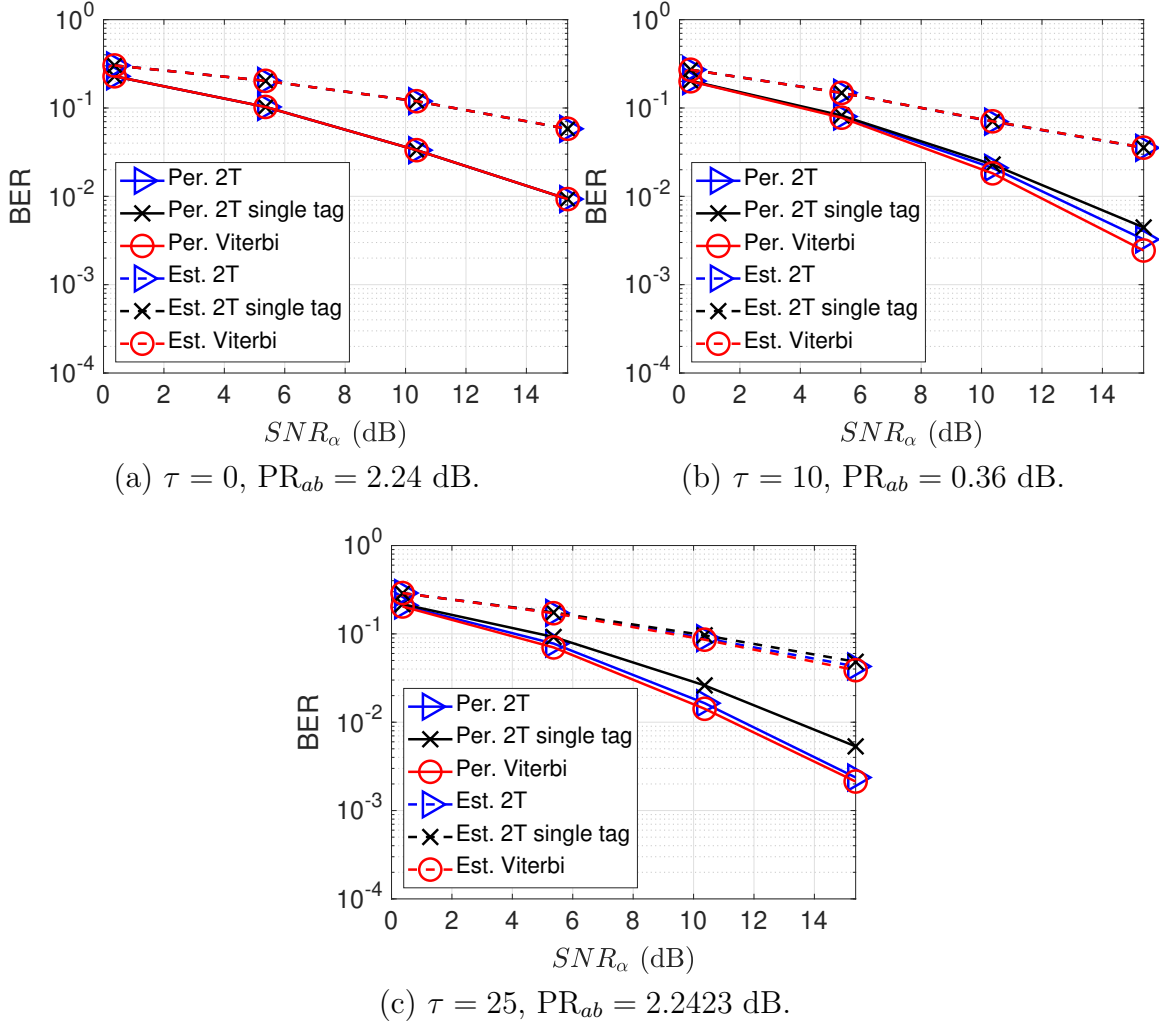 10^0
10^-1
10^-2
10^-3
10^-4
BER
0 2 4 6 8 10 12 14
SNR_α (dB)
Per. 2T
Per. 2T single tag
Per. Viterbi
Est. 2T
Est. 2T single tag
Est. Viterbi
(a) τ = 0, PR_ab = 2.24 dB.
10^0
10^-1
10^-2
10^-3
10^-4
BER
0 2 4 6 8 10 12 14
SNR_α (dB)
Per. 2T
Per. 2T single tag
Per. Viterbi
Est. 2T
Est. 2T single tag
Est. Viterbi
(b) τ = 10, PR_ab = 0.36 dB.
10^0
10^-1
10^-2
10^-3
10^-4
BER
0 2 4 6 8 10 12 14
SNR_α (dB)
Per. 2T
Per. 2T single tag
Per. Viterbi
Est. 2T
Est. 2T single tag
Est. Viterbi
(c) τ = 25, PR_ab = 2.2423 dB.